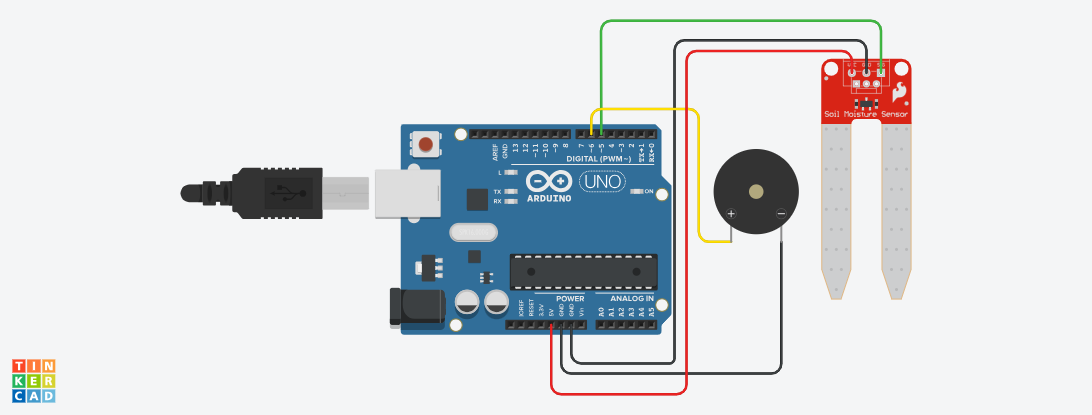 Soil Moisture Sensor
AREF
GND
13
12
~11
~10
~9
8
7
~6
~5
4
~3
2
TX→1
RX←0
DIGITAL (PWM~)
L
TX
RX
ARDUINO
UNO
ON
POWER
ANALOG IN
IOREF
RESET
3.3V
5V
GND
GND
Vin
A0
A1
A2
A3
A4
A5
TIN
KER
CAD